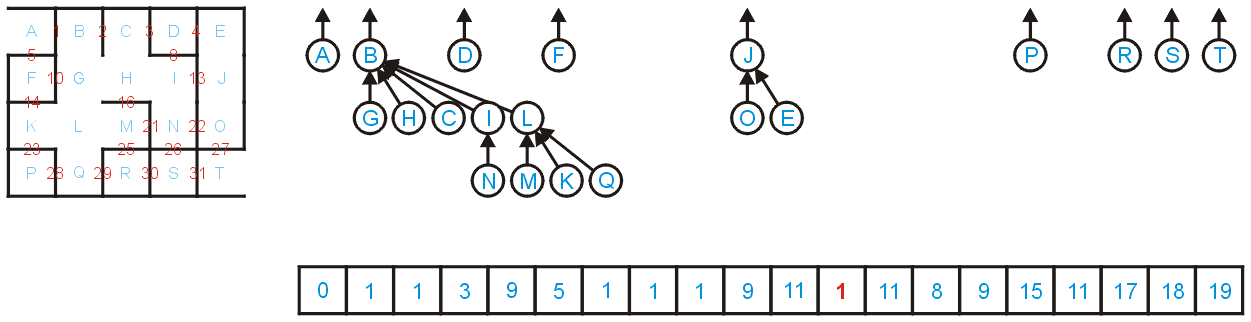 A 1 B 2 C 3 D 4 E
5 8
F 10 G H I 13 J
14 16
K L M 21 N 22 O
23 25 26 27
P 28 Q 29 R 30 S 31 T
A B D F J P R S T
G H C I L O E
N M K Q
0 1 1 3 9 5 1 1 1 9 11 1 11 8 9 15 11 17 18 19